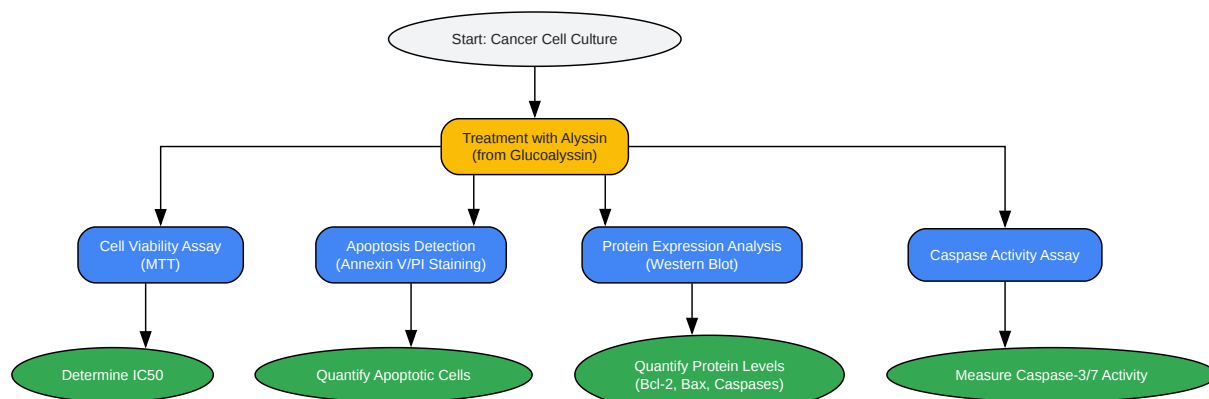 Start: Cancer Cell Culture
Treatment with Alyssin
(from Glucoalyssin)
Cell Viability Assay
(MTT)
Apoptosis Detection
(Annexin V/PI Staining)
Protein Expression Analysis
(Western Blot)
Caspase Activity Assay
Determine IC50
Quantify Apoptotic Cells
Quantify Protein Levels
(Bcl-2, Bax, Caspases)
Measure Caspase-3/7 Activity